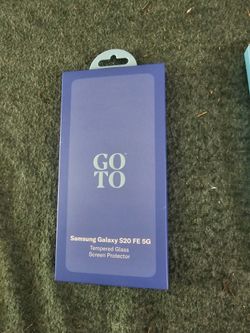 GO
TO
Samsung Galaxy S20 FE 5G
Tempered Glass
Screen Protector